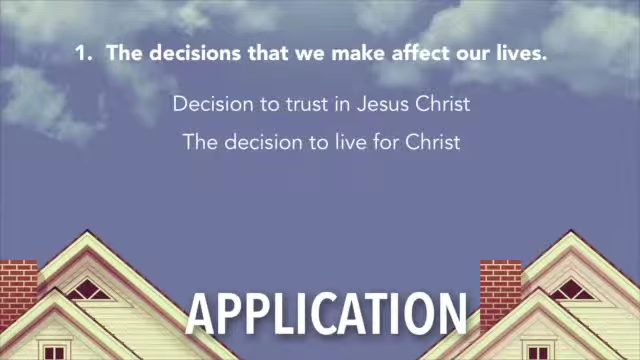 1. The decisions that we make affect our lives.
Decision to trust in Jesus Christ
The decision to live for Christ
APPLICATION